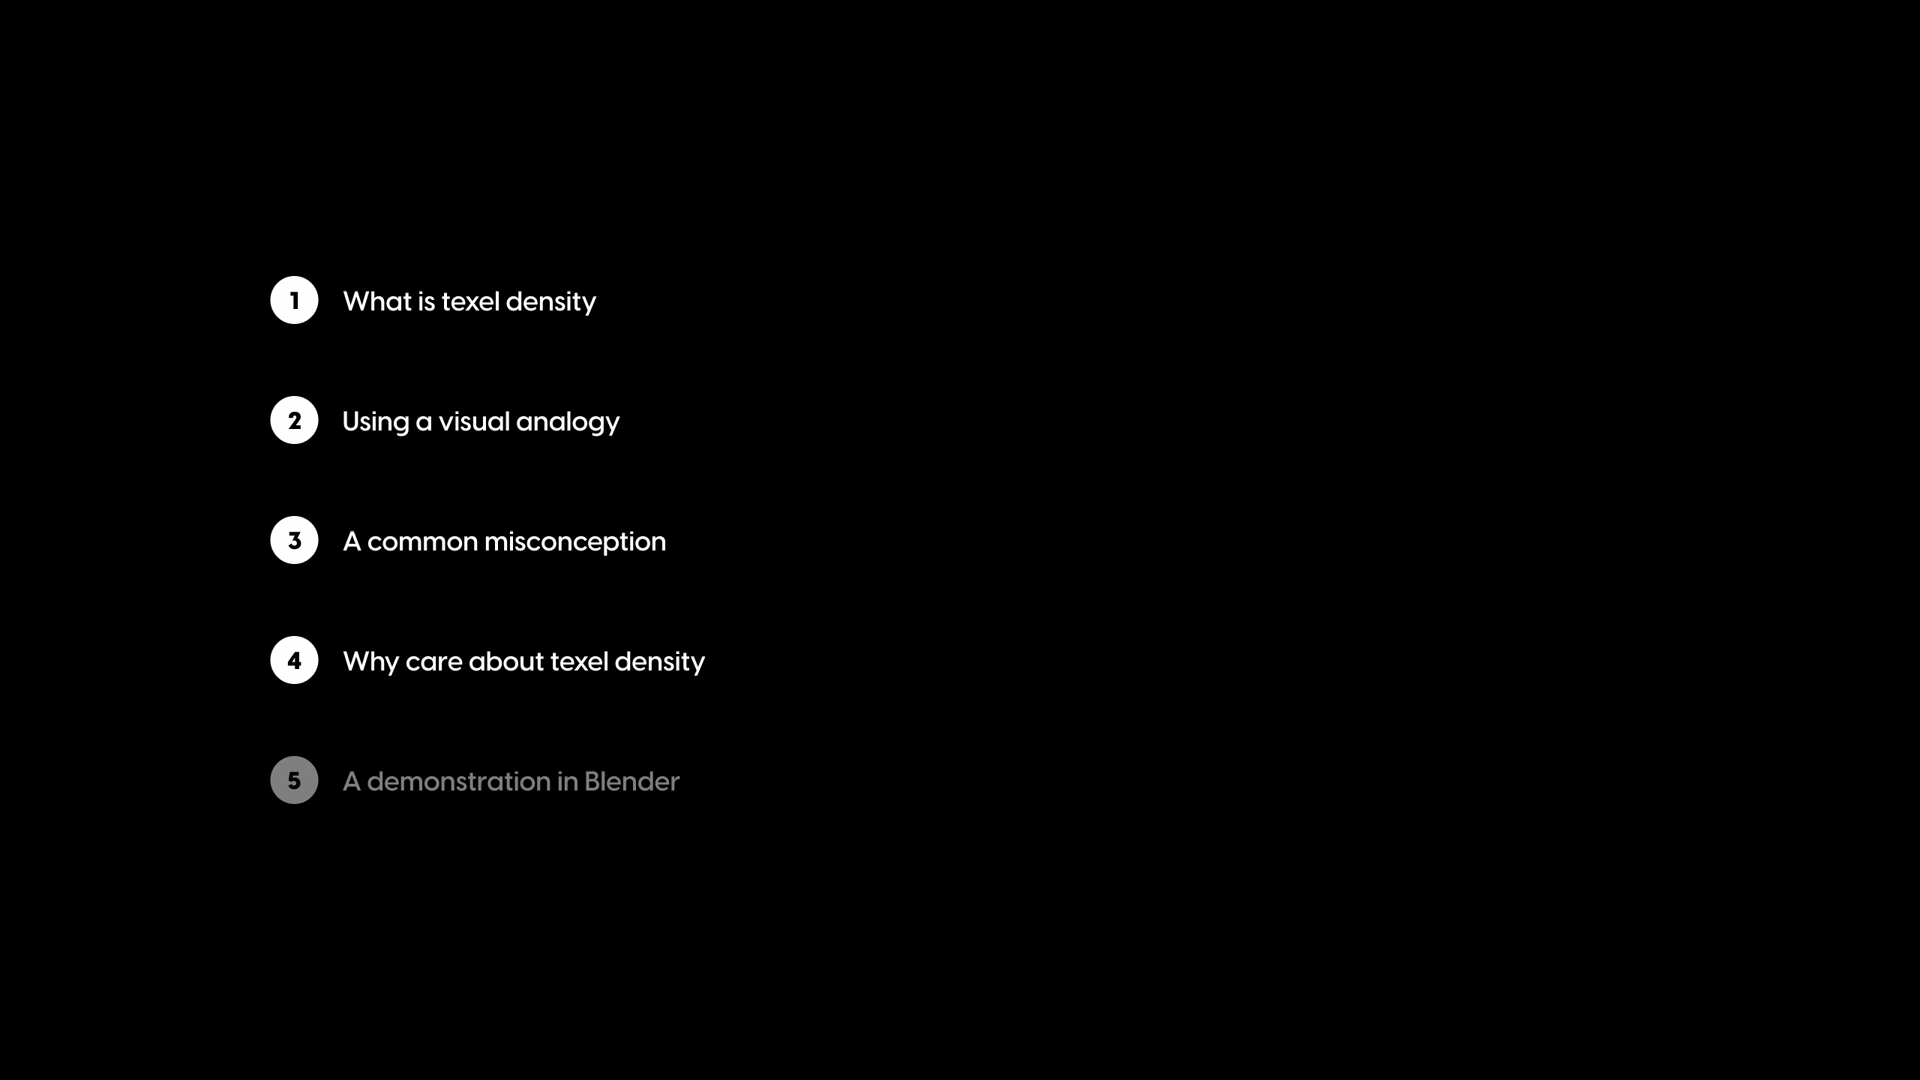 1 What is texel density
2 Using a visual analogy
3 A common misconception
4 Why care about texel density
5 A demonstration in Blender